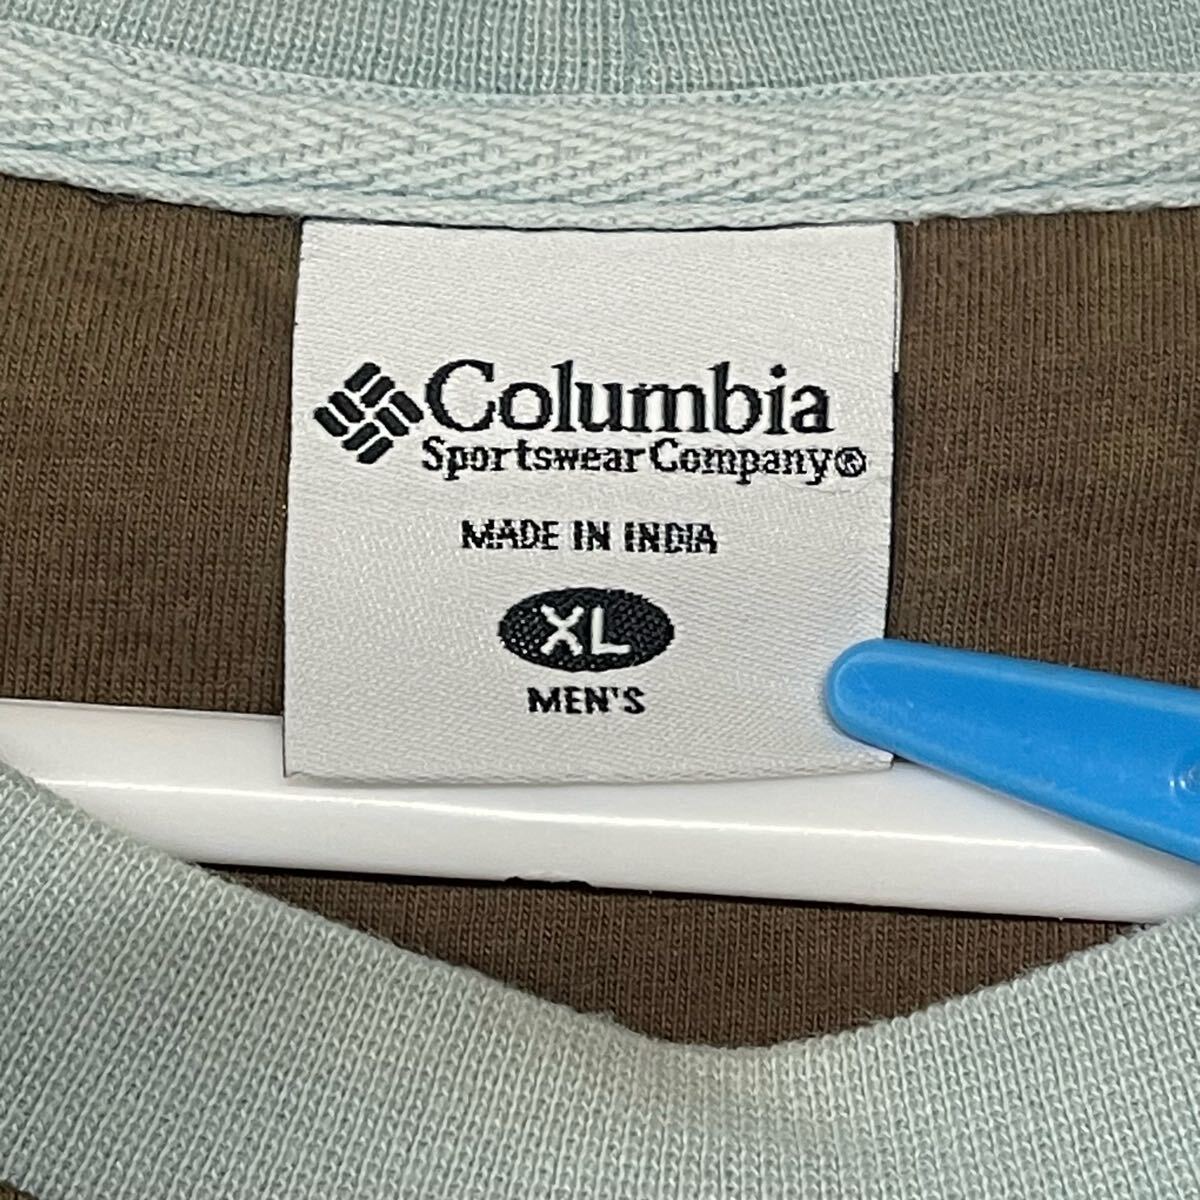 Columbia
Sportswear Company®
MADE IN INDIA
XL
MEN'S